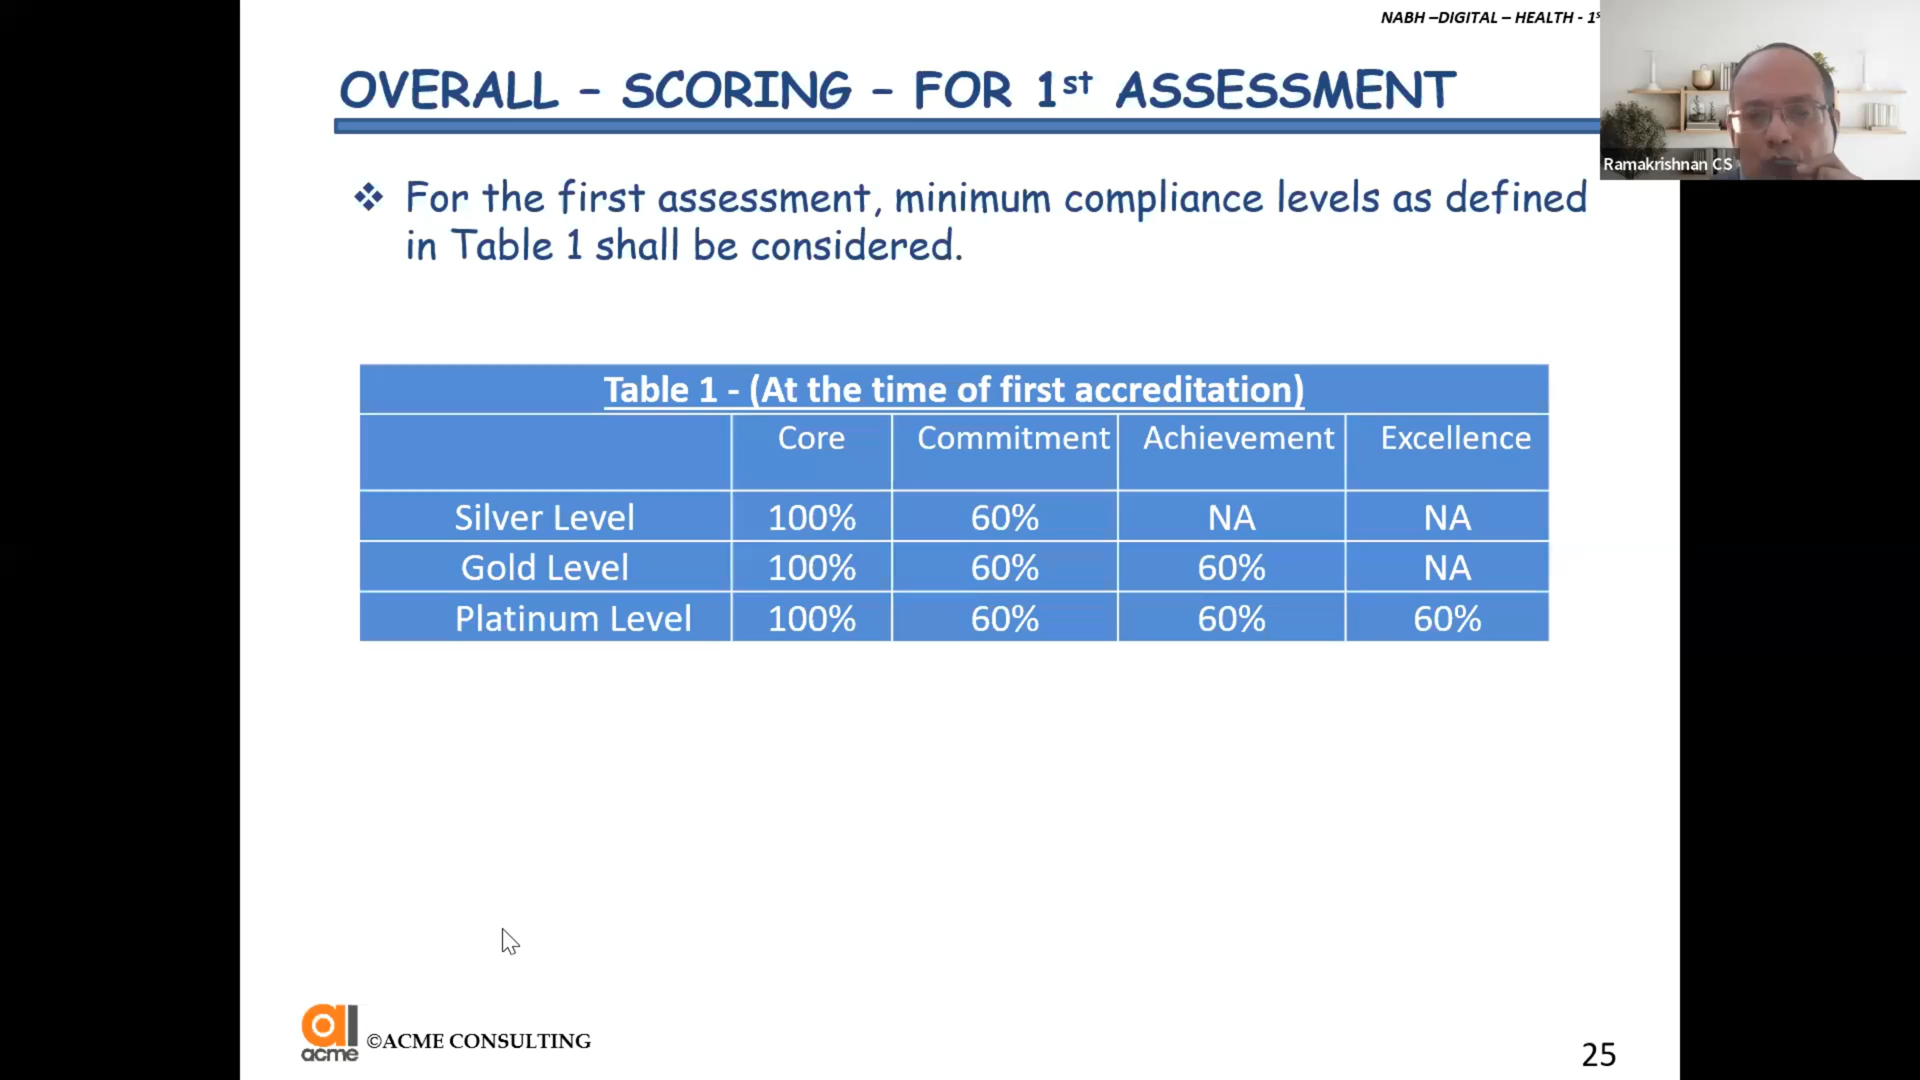 NABH –DIGITAL – HEALTH - 1s
OVERALL – SCORING – FOR 1st ASSESSMENT
Ramakrishnan CS
❖ For the first assessment, minimum compliance levels as defined
in Table 1 shall be considered.
Table 1 - (At the time of first accreditation)
Core Commitment Achievement Excellence
Silver Level 100% 60% NA NA
Gold Level 100% 60% 60% NA
Platinum Level 100% 60% 60% 60%
acme ©ACME CONSULTING
25